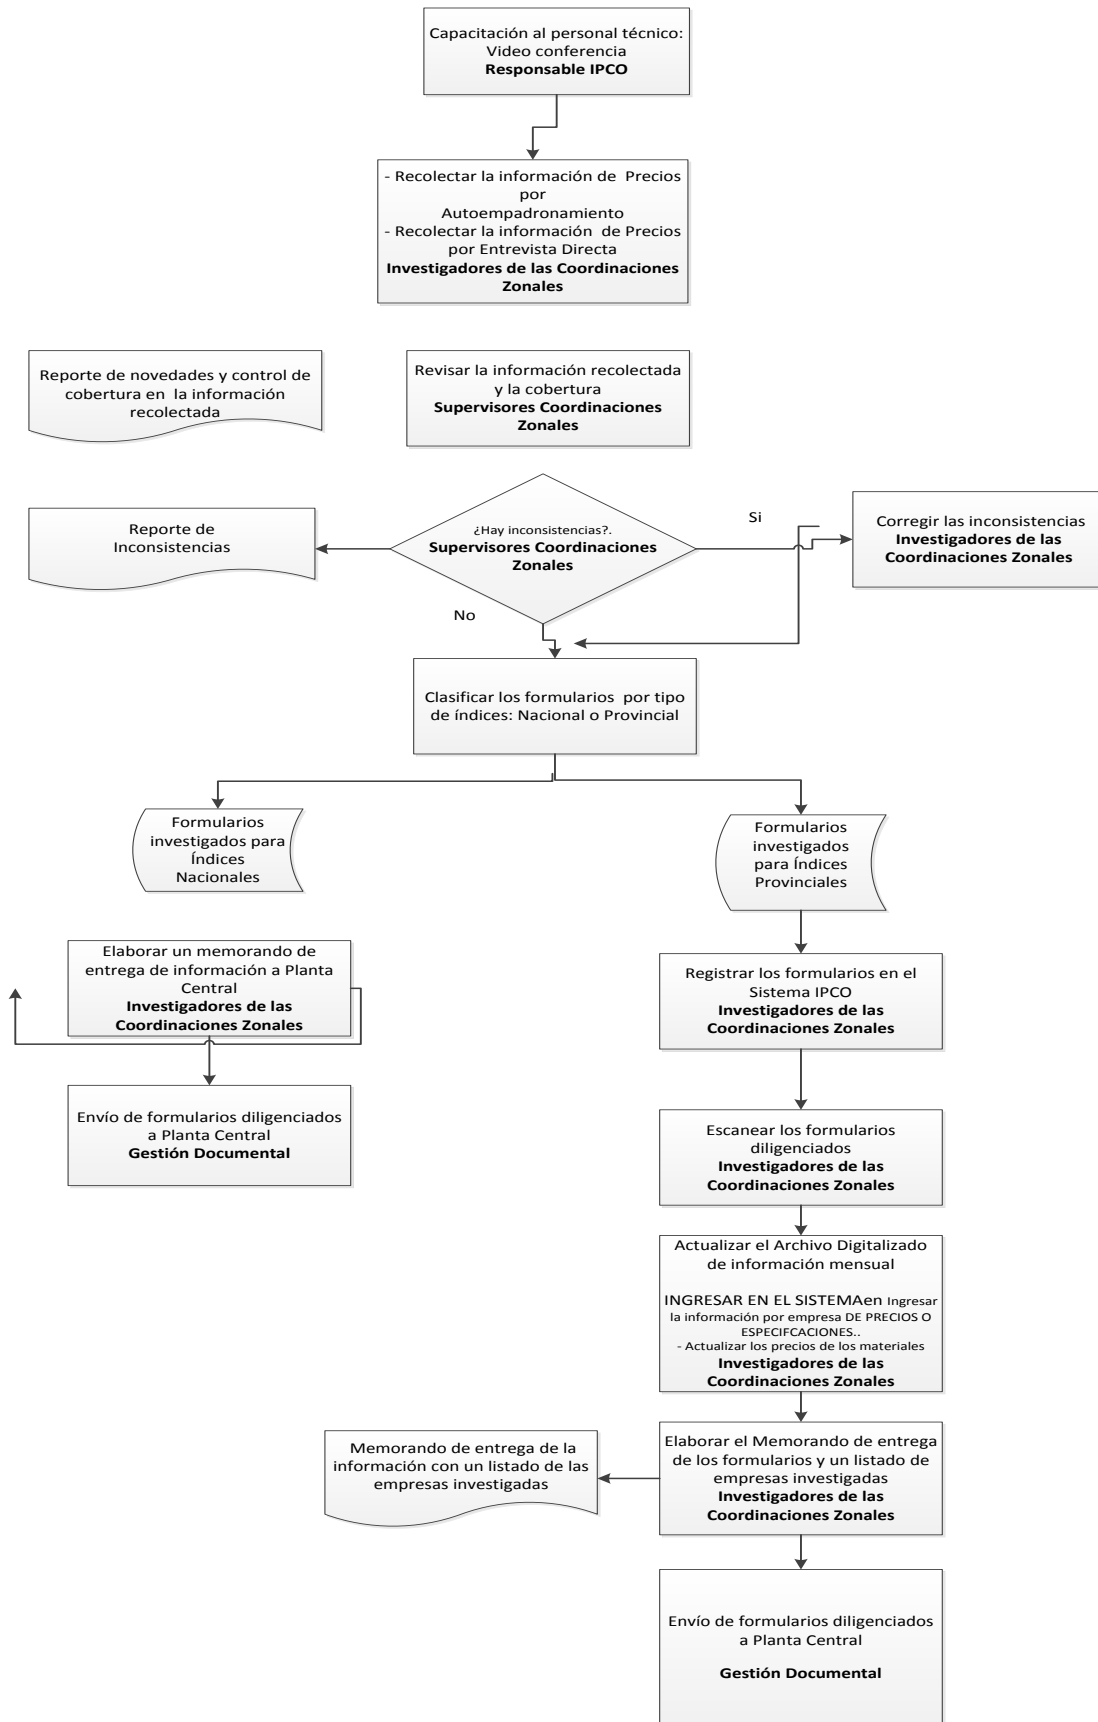 Capacitación al personal técnico:
Video conferencia
Responsable IPCO
- Recolectar la información de Precios
por
Autoempadronamiento
- Recolectar la información de Precios
por Entrevista Directa
Investigadores de las Coordinaciones
Zonales
Reporte de novedades y control de
cobertura en la información
recolectada
Revisar la información recolectada
y la cobertura
Supervisores Coordinaciones
Zonales
Reporte de
Inconsistencias
¿Hay inconsistencias?.
Supervisores Coordinaciones
Zonales
Si
Corregir las inconsistencias
Investigadores de las
Coordinaciones Zonales
No
Clasificar los formularios por tipo
de índices: Nacional o Provincial
Formularios
investigados para
Índices
Nacionales
Formularios
investigados
para Índices
Provinciales
Elaborar un memorando de
entrega de información a Planta
Central
Investigadores de las
Coordinaciones Zonales
Registrar los formularios en el
Sistema IPCO
Investigadores de las
Coordinaciones Zonales
Envío de formularios diligenciados
a Planta Central
Gestión Documental
Escanear los formularios
diligenciados
Investigadores de las
Coordinaciones Zonales
Actualizar el Archivo Digitalizado
de información mensual
INGRESAR EN EL SISTEMAen Ingresar
la información por empresa DE PRECIOS O
ESPECIFCACIONES..
- Actualizar los precios de los materiales
Investigadores de las
Coordinaciones Zonales
Memorando de entrega de la
información con un listado de las
empresas investigadas
Elaborar el Memorando de entrega
de los formularios y un listado de
empresas investigadas
Investigadores de las
Coordinaciones Zonales
Envío de formularios diligenciados
a Planta Central
Gestión Documental